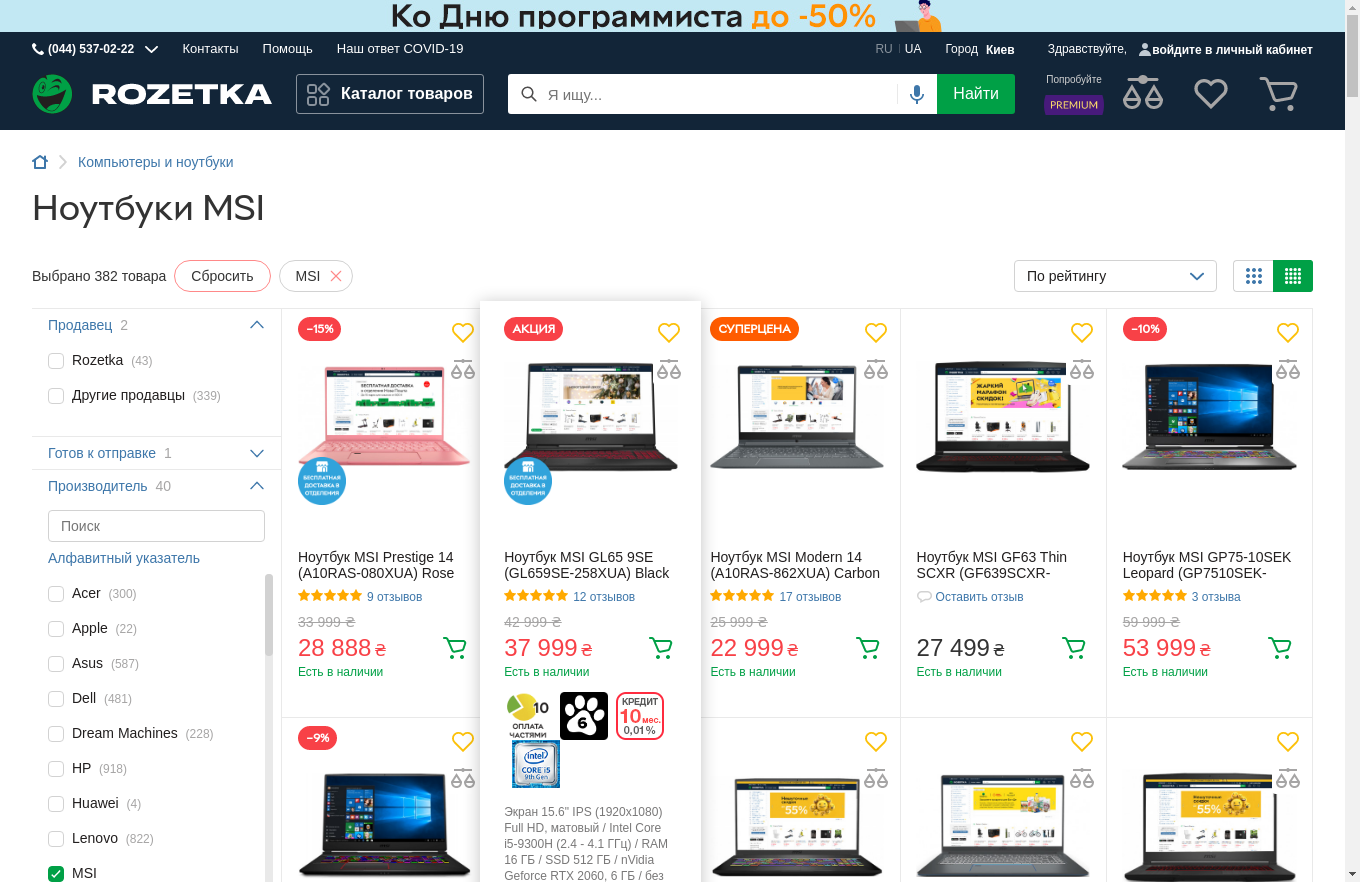 Ко Дню программиста до -50%
(044) 537-02-22 Контакты Помощь Наш ответ COVID-19 RU UA Город Киев Здравствуйте, войдите в личный кабинет
ROZETKA Каталог товаров Я ищу... Найти Попробуйте PREMIUM
Компьютеры и ноутбуки
Ноутбуки MSI
Выбрано 382 товара Сбросить MSI По рейтингу
Продавец 2
Rozetka (43)
Другие продавцы (339)
Готов к отправке 1
Производитель 40
Поиск
Алфавитный указатель
Acer (300)
Apple (22)
Asus (587)
Dell (481)
Dream Machines (228)
HP (918)
Huawei (4)
Lenovo (822)
MSI
−15%
БЕСПЛАТНАЯ
ДОСТАВКА В
ОТДЕЛЕНИЯ
Ноутбук MSI Prestige 14
(A10RAS-080XUA) Rose
9 отзывов
33 999 ₴
28 888 ₴
Есть в наличии
АКЦИЯ
БЕСПЛАТНАЯ
ДОСТАВКА В
ОТДЕЛЕНИЯ
Ноутбук MSI GL65 9SE
(GL659SE-258XUA) Black
12 отзывов
42 999 ₴
37 999 ₴
Есть в наличии
10
ОПЛАТА
ЧАСТЯМИ
6
КРЕДИТ
10 мес.
0,01%
intel
CORE i5
9th Gen
Экран 15.6" IPS (1920x1080)
Full HD, матовый / Intel Core
i5-9300H (2.4 - 4.1 ГГц) / RAM
16 ГБ / SSD 512 ГБ / nVidia
Geforce RTX 2060, 6 ГБ / без
СУПЕРЦЕНА
Ноутбук MSI Modern 14
(A10RAS-862XUA) Carbon
17 отзывов
25 999 ₴
22 999 ₴
Есть в наличии
ЖАРКИЙ
МАРАФОН
СКИДОК!
Ноутбук MSI GF63 Thin
SCXR (GF639SCXR-
Оставить отзыв
27 499 ₴
Есть в наличии
−10%
Ноутбук MSI GP75-10SEK
Leopard (GP7510SEK-
3 отзыва
59 999 ₴
53 999 ₴
Есть в наличии
−9%
55%
55%